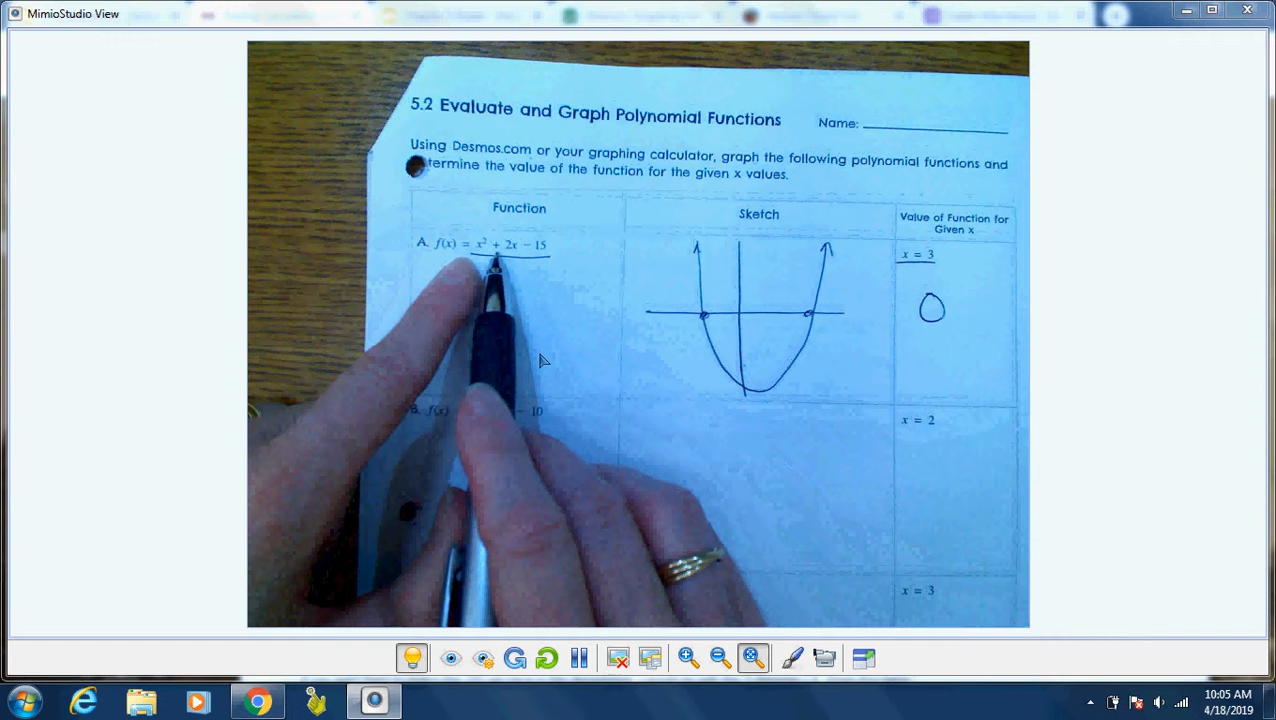 MimioStudio View
5.2 Evaluate and Graph Polynomial Functions
Name:
Using Desmos.com or your graphing calculator, graph the following polynomial functions and
termine the value of the function for the given x values.
Function
Sketch
Value of Function for
Given x
A. f(x) = x² + 2x − 15
x = 3
0
B. f(x)
− 10
x = 2
x = 3
10:05 AM
4/18/2019